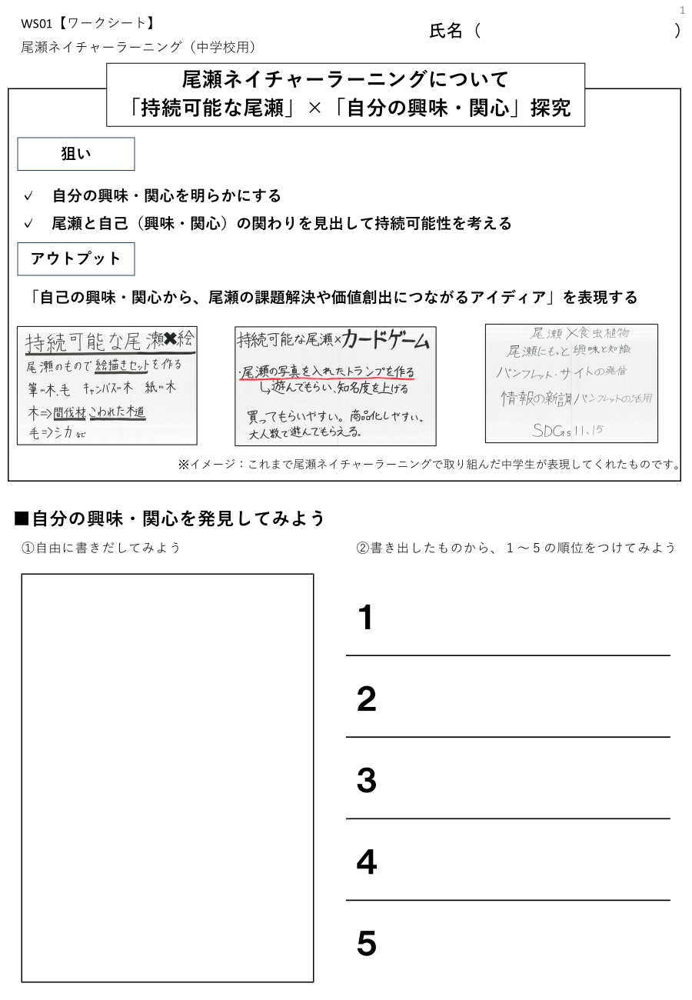 1
WS01【ワークシート】
氏名（　　　　　　　　　　　）
尾瀬ネイチャーラーニング（中学校用）
尾瀬ネイチャーラーニングについて
「持続可能な尾瀬」×「自分の興味・関心」探究
狙い
✓ 自分の興味・関心を明らかにする
✓ 尾瀬と自己（興味・関心）の関わりを見出して持続可能性を考える
アウトプット
「自己の興味・関心から、尾瀬の課題解決や価値創出につながるアイディア」を表現する
持続可能な尾瀬✖絵
尾瀬のもので絵描きセットを作る
筆…木、毛　キャンバス…木　紙…木
木⇒間伐材 こわれた木道
毛⇒シカ など
持続可能な尾瀬×カードゲーム
・尾瀬の写真を入れたトランプを作る
↳遊んでもらい、知名度を上げる
買ってもらいやすい。商品化しやすい。
大人数で遊んでもらえる。
尾瀬×食虫植物
尾瀬にもっと興味と知識
パンフレット・サイトの発信
情報の新調 パンフレットの活用
SDGs 11、15
※イメージ：これまで尾瀬ネイチャーラーニングで取り組んだ中学生が表現してくれたものです。
■自分の興味・関心を発見してみよう
①自由に書きだしてみよう
②書き出したものから、１～５の順位をつけてみよう
1
2
3
4
5